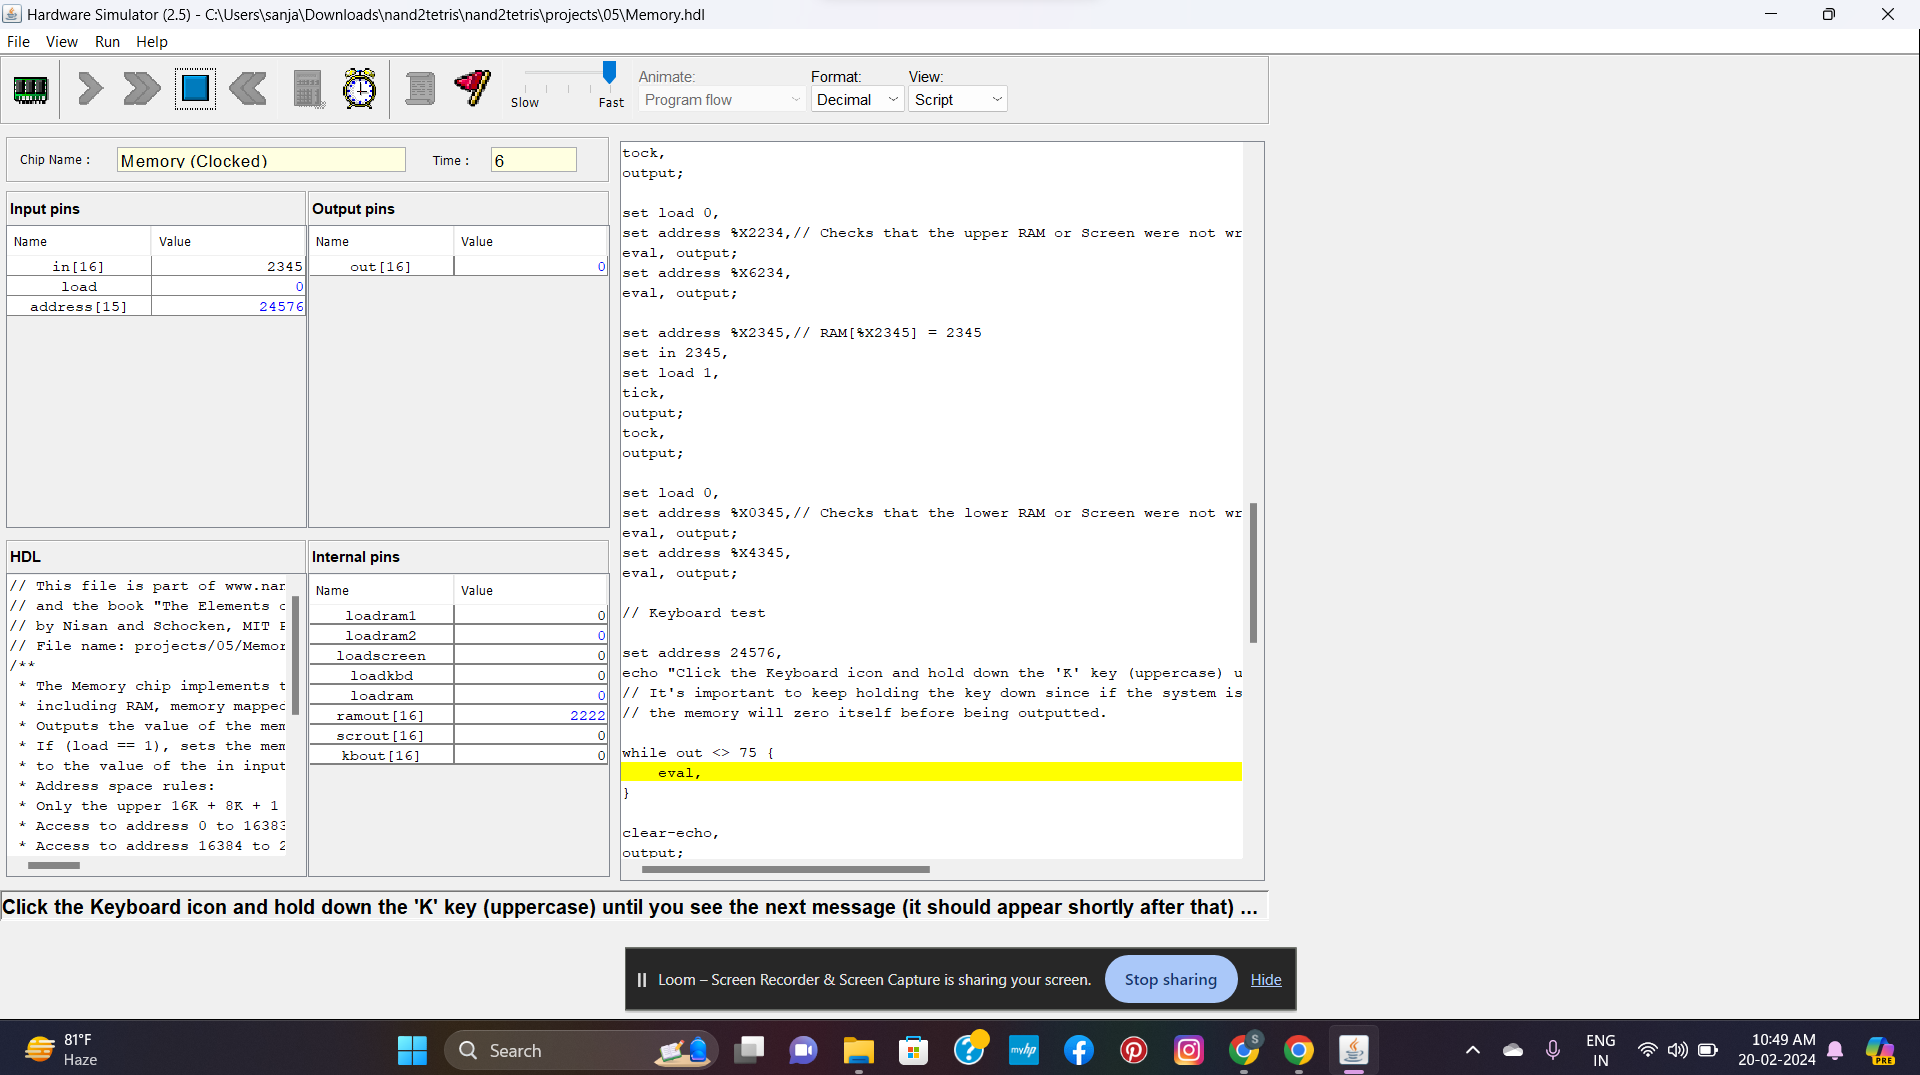 Hardware Simulator (2.5) - C:\Users\sanja\Downloads\nand2tetris\nand2tetris\projects\05\Memory.hdl
File View Run Help
Slow Fast
Animate:
Program flow
Format:
Decimal
View:
Script
Chip Name :
Memory (Clocked)
Time :
6
Input pins
Name Value
in[16] 2345
load 0
address[15] 24576
Output pins
Name Value
out[16] 0
HDL
// This file is part of www.nan
// and the book "The Elements o
// by Nisan and Schocken, MIT P
// File name: projects/05/Memor
/**
* The Memory chip implements t
* including RAM, memory mapped
* Outputs the value of the mem
* If (load == 1), sets the mem
* to the value of the in input
* Address space rules:
* Only the upper 16K + 8K + 1
* Access to address 0 to 16383
* Access to address 16384 to 2
Internal pins
Name Value
loadram1 0
loadram2 0
loadscreen 0
loadkbd 0
loadram 0
ramout[16] 2222
scrout[16] 0
kbout[16] 0
tock,
output;
set load 0,
set address %X2234,// Checks that the upper RAM or Screen were not wr
eval, output;
set address %X6234,
eval, output;
set address %X2345,// RAM[%X2345] = 2345
set in 2345,
set load 1,
tick,
output;
tock,
output;
set load 0,
set address %X0345,// Checks that the lower RAM or Screen were not wr
eval, output;
set address %X4345,
eval, output;
// Keyboard test
set address 24576,
echo "Click the Keyboard icon and hold down the 'K' key (uppercase) u
// It's important to keep holding the key down since if the system is
// the memory will zero itself before being outputted.
while out <> 75 {
eval,
}
clear-echo,
output;
Click the Keyboard icon and hold down the 'K' key (uppercase) until you see the next message (it should appear shortly after that) ...
Loom – Screen Recorder & Screen Capture is sharing your screen.
Stop sharing
Hide
81°F
Haze
Search
myhp
S
PRE
ENG
IN
10:49 AM
20-02-2024